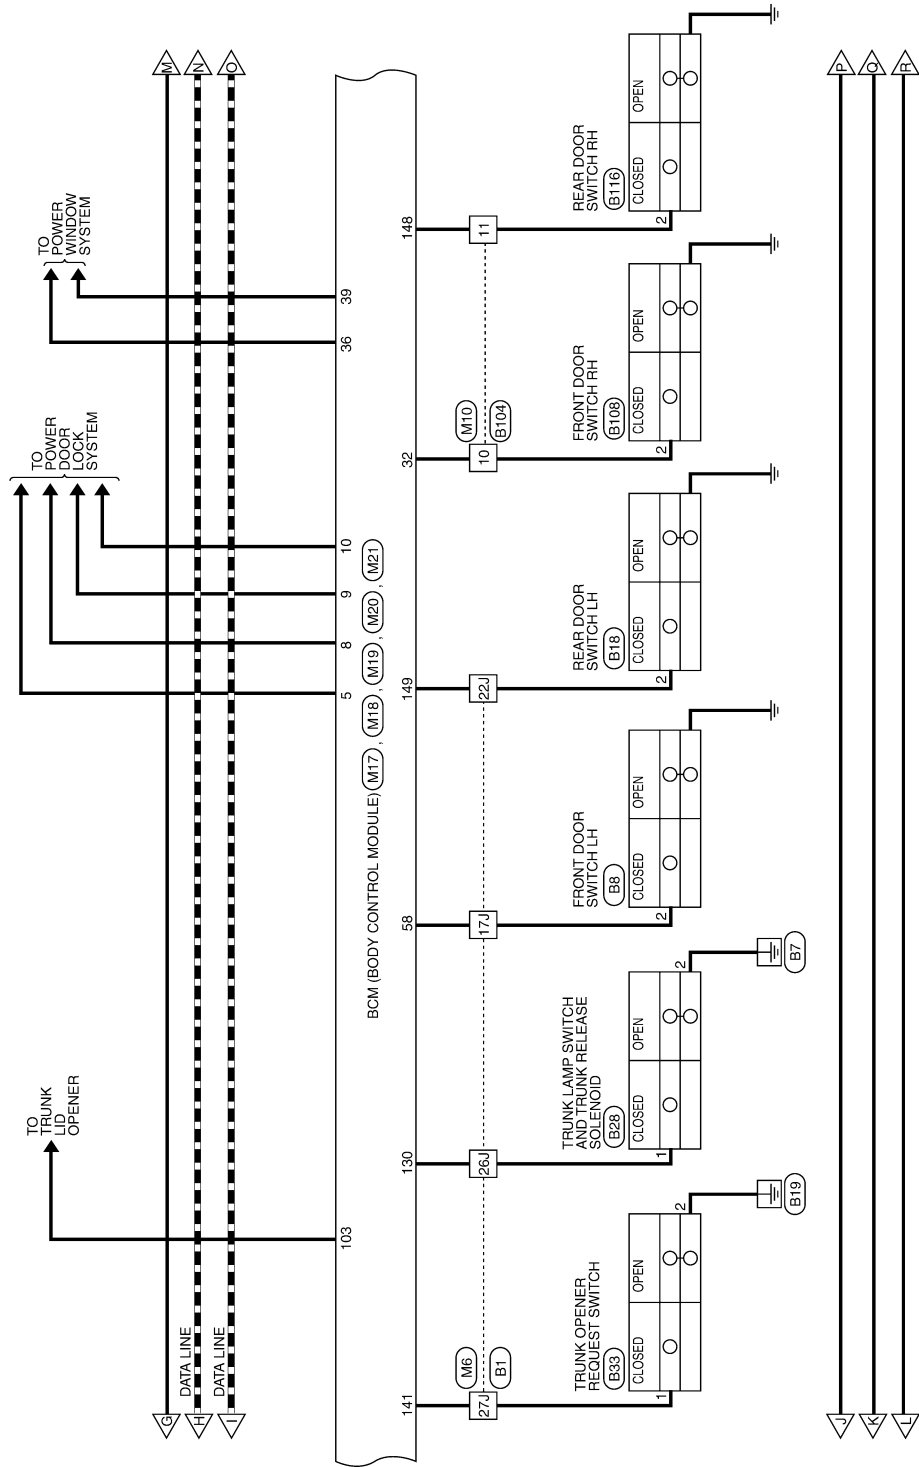 G
H
I
DATA LINE
DATA LINE
M
N
O
TO
TRUNK
LID
OPENER
TO
POWER
DOOR
LOCK
SYSTEM
TO
POWER
WINDOW
SYSTEM
103
5
8
9
10
36
39
BCM (BODY CONTROL MODULE) M17 , M18 , M19 , M20 , M21
141
130
58
149
32
148
M6
B1
27J
26J
17J
22J
M10
B104
10
11
TRUNK OPENER
REQUEST SWITCH
B33
CLOSED
OPEN
1
2
B19
TRUNK LAMP SWITCH
AND TRUNK RELEASE
SOLENOID
B28
CLOSED
OPEN
1
2
B7
FRONT DOOR
SWITCH LH
B8
CLOSED
OPEN
2
REAR DOOR
SWITCH LH
B18
CLOSED
OPEN
2
FRONT DOOR
SWITCH RH
B108
CLOSED
OPEN
2
REAR DOOR
SWITCH RH
B116
CLOSED
OPEN
2
J
K
L
P
Q
R